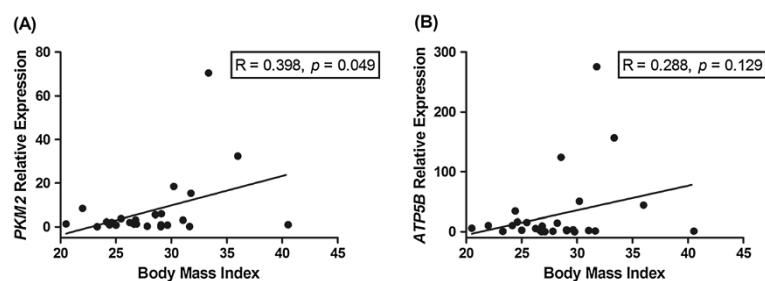 (A)
PKM2 Relative Expression
80
60
40
20
0
R = 0.398, p = 0.049
20 25 30 35 40 45
Body Mass Index
(B)
ATP5B Relative Expression
300
200
100
0
R = 0.288, p = 0.129
20 25 30 35 40 45
Body Mass Index